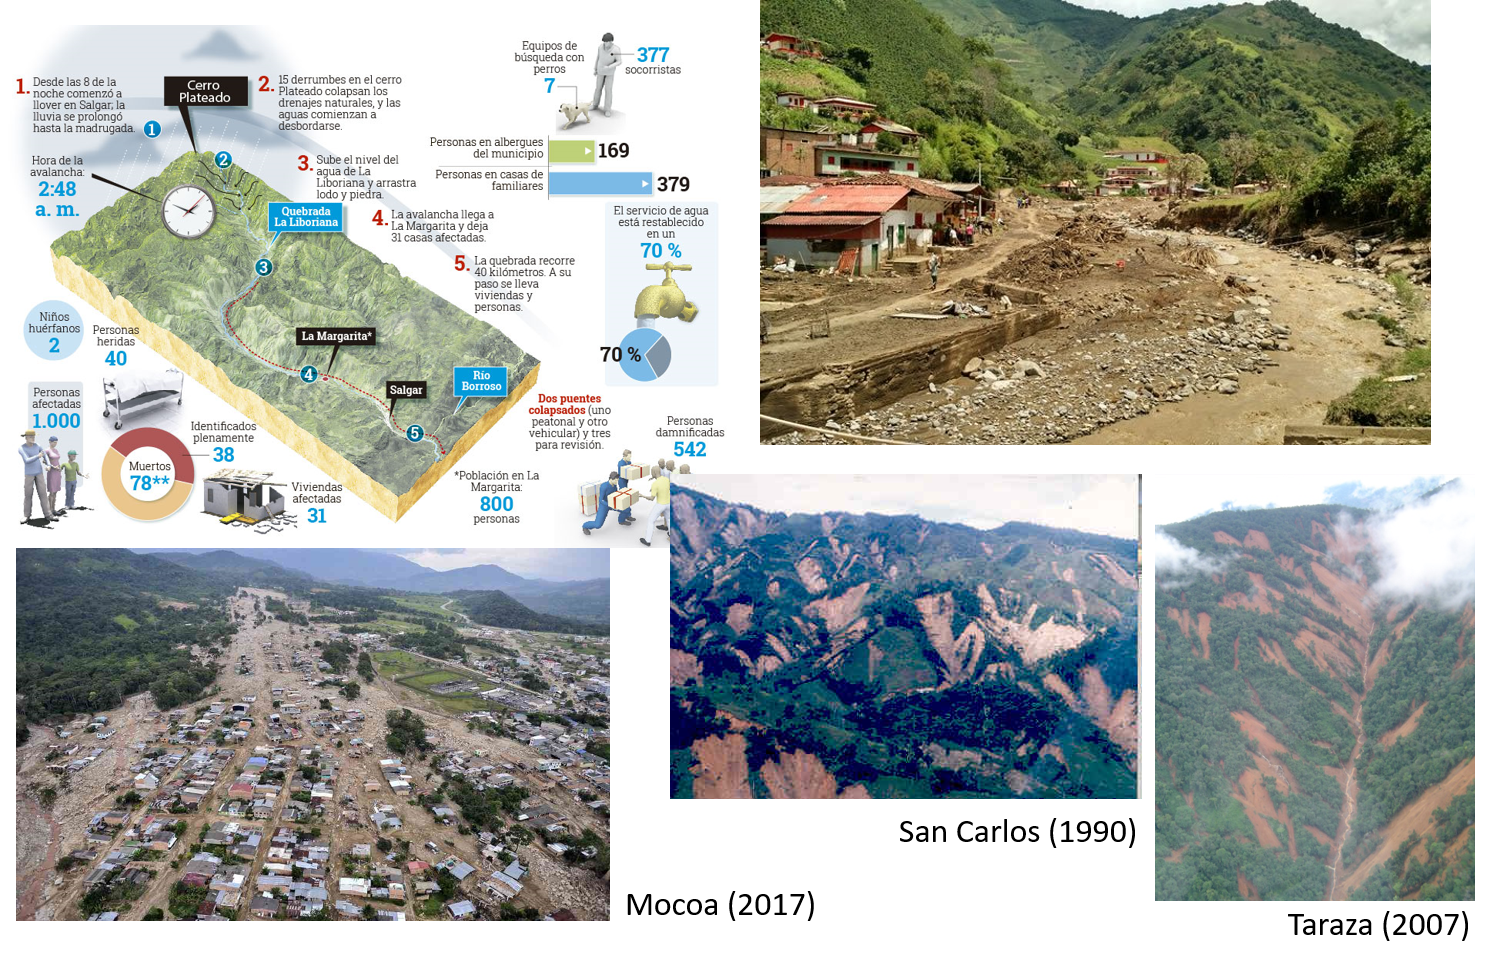 1. Desde las 8 de la
noche comenzó a
llover en Salgar; la
lluvia se prolongó
hasta la madrugada.
1
Cerro
Plateado
2. 15 derrumbes en el cerro
Plateado colapsan los
drenajes naturales, y las
aguas comienzan a
desbordarse.
2
Hora de la
avalancha:
2:48
a. m.
3. Sube el nivel del
agua de La
Liboriana y arrastra
lodo y piedra.
Quebrada
La Liboriana
3
4. La avalancha llega a
La Margarita y deja
31 casas afectadas.
5. La quebrada recorre
40 kilómetros. A su
paso se lleva
viviendas y
personas.
La Margarita*
4
Salgar
Río
Borroso
5
Equipos de
búsqueda con
perros
7
377
socorristas
Personas en albergues
del municipio
169
Personas en casas de
familiares
379
El servicio de agua
está restablecido
en un
70 %
70 %
Niños
huérfanos
2
Personas
heridas
40
Personas
afectadas
1.000
Identificados
plenamente
38
Muertos
78**
Viviendas
afectadas
31
Dos puentes
colapsados (uno
peatonal y otro
vehicular) y tres
para revisión.
Personas
damnificadas
542
*Población en La
Margarita:
800
personas
San Carlos (1990)
Mocoa (2017)
Taraza (2007)